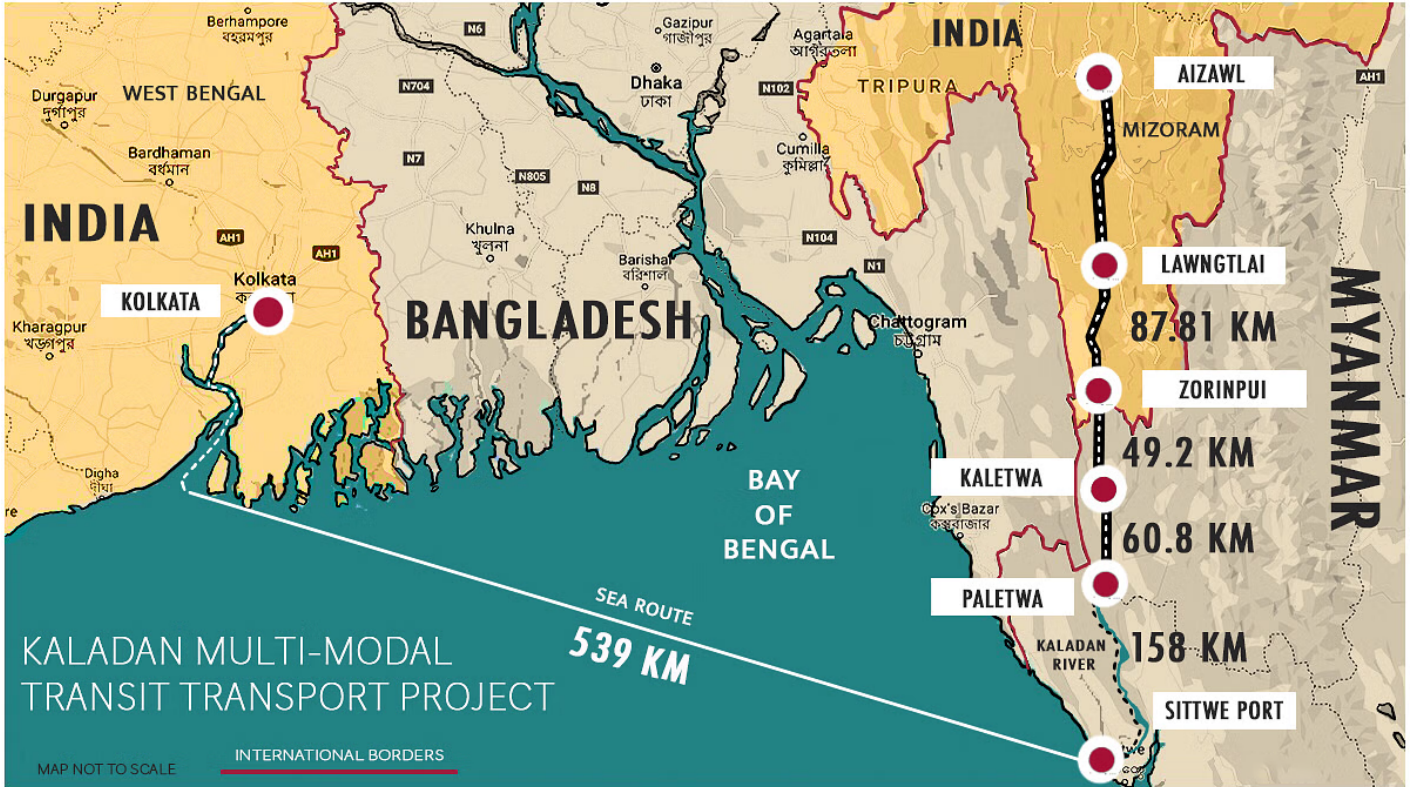 Berhampore
বহরমপুর
N6
Gazipur
গাজীপুর
Agartala
আগরতলা
INDIA
AIZAWL
AH1
Durgapur
দুর্গাপুর
WEST BENGAL
N704
Dhaka
ঢাকা
N102
TRIPURA
MIZORAM
Bardhaman
বর্ধমান
N7
N805
N8
Cumilla
কুমিল্লা
INDIA
AH1
AH1
Khulna
খুলনা
Barishal
বরিশাল
N104
N1
LAWNGTLAI
Kolkata
KOLKATA
BANGLADESH
Kharagpur
খড়্গপুর
Chattogram
চট্টগ্রাম
87.81 KM
MYANMAR
ZORINPUI
49.2 KM
Digha
দীঘা
re
BAY
OF
BENGAL
KALETWA
Cox's Bazar
কক্সবাজার
60.8 KM
SEA ROUTE
539 KM
PALETWA
KALADAN
RIVER
158 KM
KALADAN MULTI-MODAL
TRANSIT TRANSPORT PROJECT
SITTWE PORT
INTERNATIONAL BORDERS
MAP NOT TO SCALE